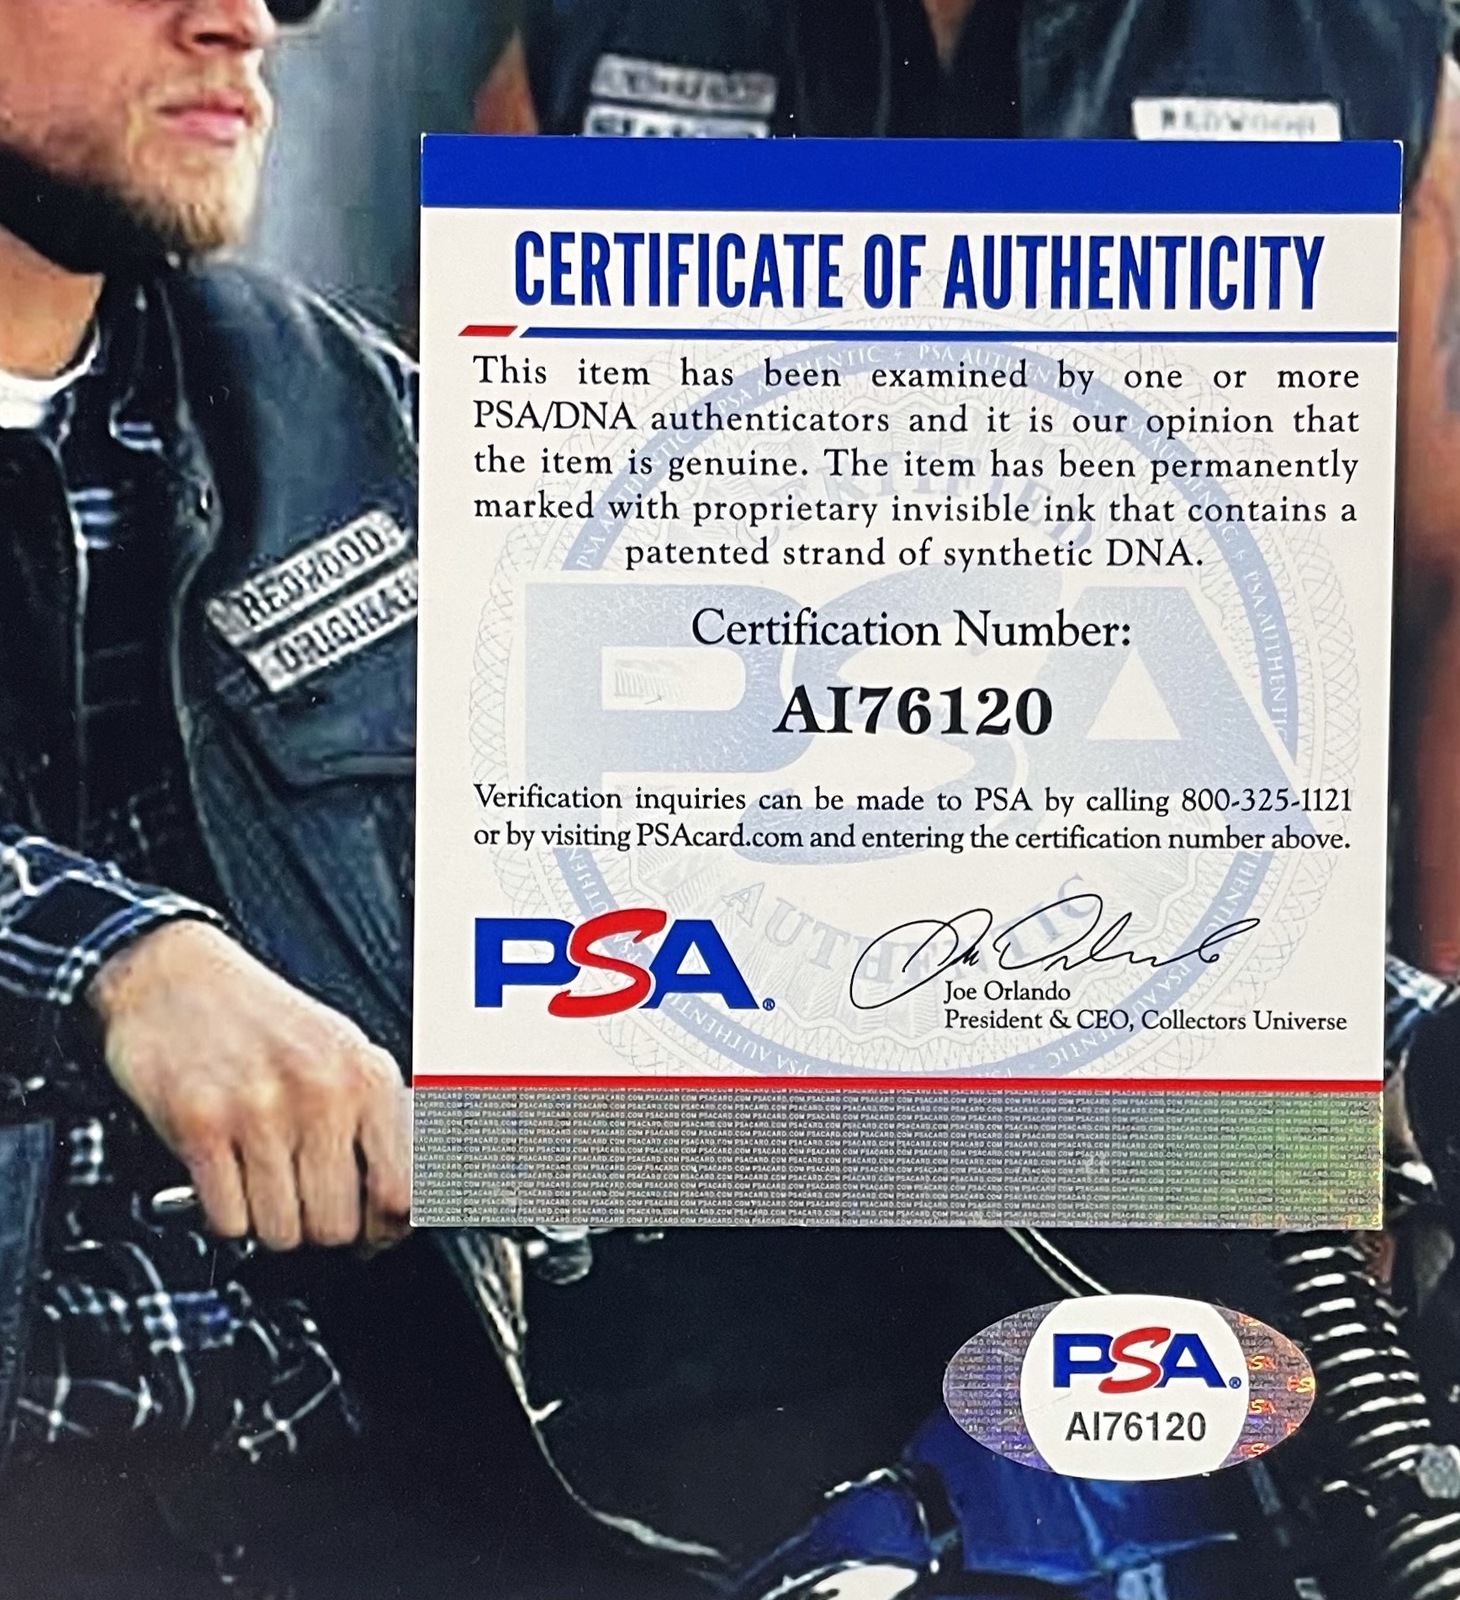 REDWOOD
CERTIFICATE OF AUTHENTICITY
This item has been examined by one or more
PSA/DNA authenticators and it is our opinion that
the item is genuine. The item has been permanently
marked with proprietary invisible ink that contains a
patented strand of synthetic DNA.
Certification Number:
AI76120
Verification inquiries can be made to PSA by calling 800-325-1121
or by visiting PSAcard.com and entering the certification number above.
PSA®
Joe Orlando
President & CEO, Collectors Universe
REDWOOD
ORIGINAL
PSA®
AI76120